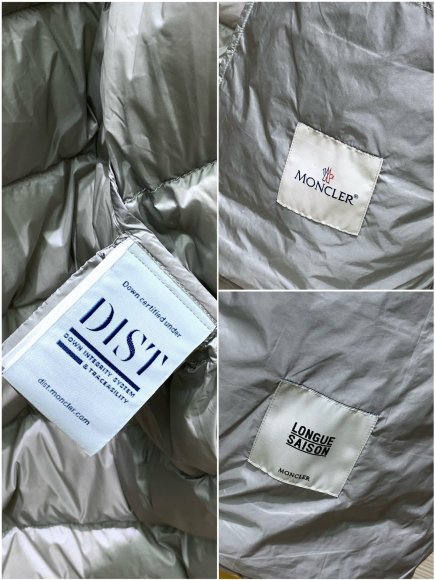 Down certified under
DIST
DOWN INTEGRITY SYSTEM
& TRACEABILITY
dist.moncler.com
MONCLER®
LONGUE
SAISON
MONCLER